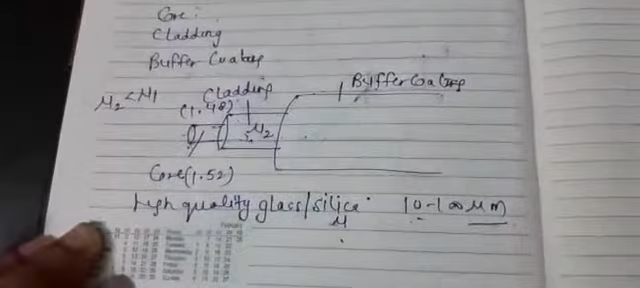 Core:
Cladding
Buffer Coating
μ2 < μ1
Cladding
(1.48)
Buffer Coating
μ2
Core (1.52)
high quality glass/silica 10-100 μm
μ
February